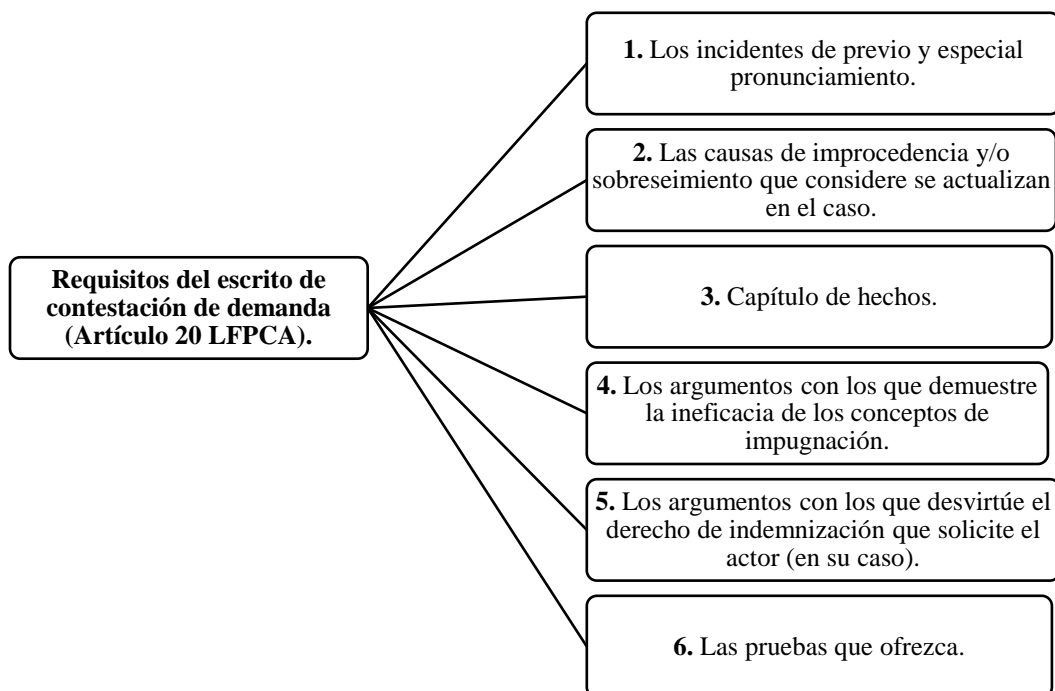 Requisitos del escrito de
contestación de demanda
(Artículo 20 LFPCA).
1. Los incidentes de previo y especial
pronunciamiento.
2. Las causas de improcedencia y/o
sobreseimiento que considere se actualizan
en el caso.
3. Capítulo de hechos.
4. Los argumentos con los que demuestre
la ineficacia de los conceptos de
impugnación.
5. Los argumentos con los que desvirtúe el
derecho de indemnización que solicite el
actor (en su caso).
6. Las pruebas que ofrezca.